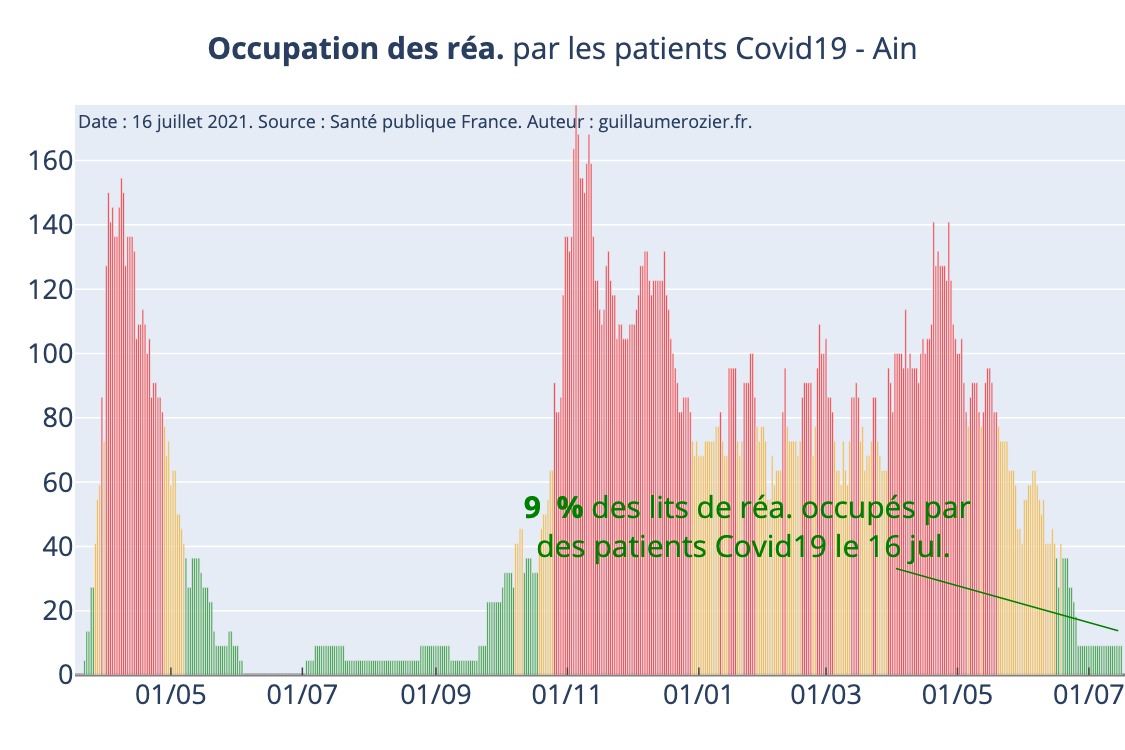 Occupation des réa. par les patients Covid19 - Ain
Date : 16 juillet 2021. Source : Santé publique France. Auteur : guillaumerozier.fr.
160
140
120
100
80
60
40
20
0
9 % des lits de réa. occupés par
des patients Covid19 le 16 jul.
01/05 01/07 01/09 01/11 01/01 01/03 01/05 01/07